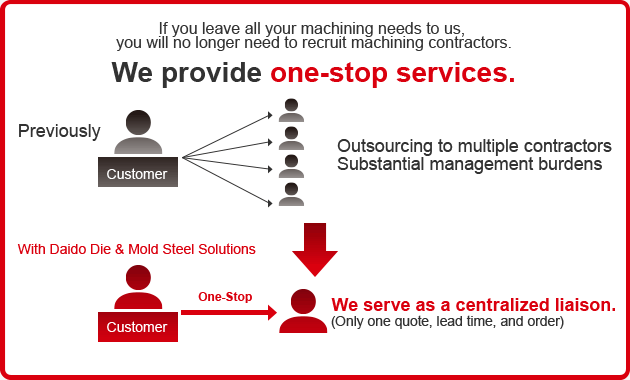 If you leave all your machining needs to us,
you will no longer need to recruit machining contractors.
We provide one-stop services.
Previously
Customer
Outsourcing to multiple contractors
Substantial management burdens
With Daido Die & Mold Steel Solutions
Customer
One-Stop
We serve as a centralized liaison.
(Only one quote, lead time, and order)